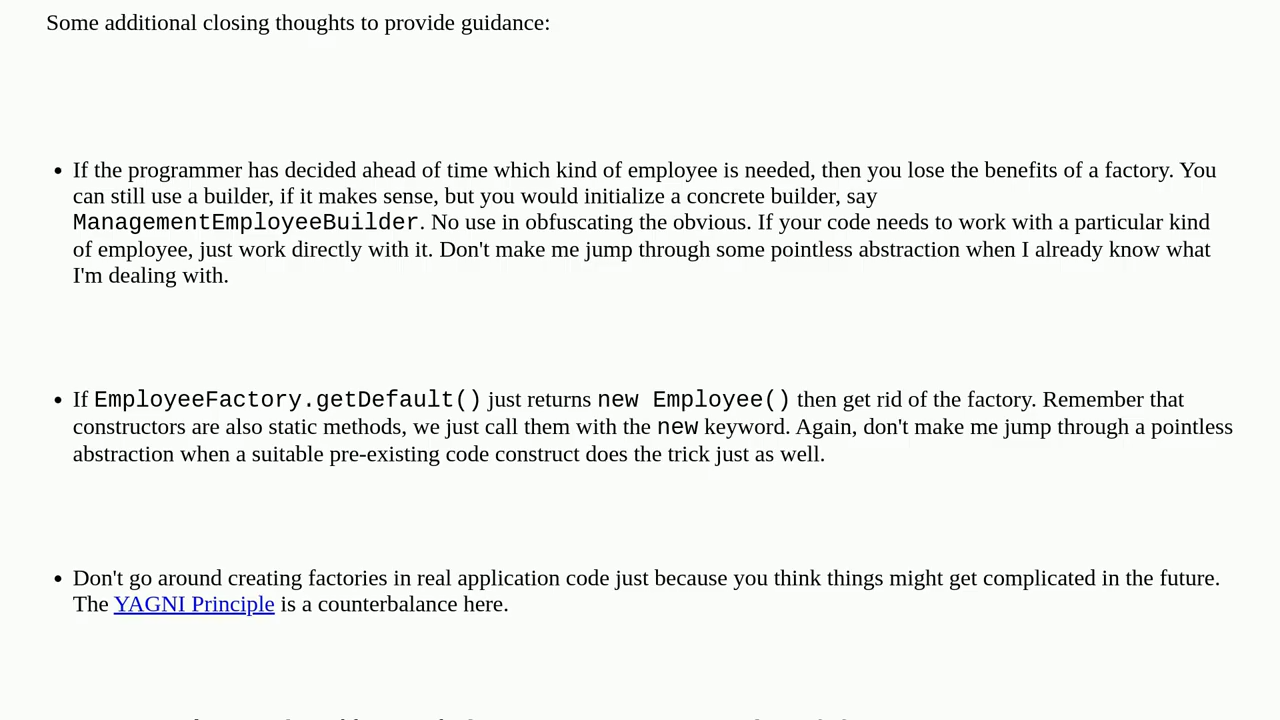 Some additional closing thoughts to provide guidance:
• If the programmer has decided ahead of time which kind of employee is needed, then you lose the benefits of a factory. You
can still use a builder, if it makes sense, but you would initialize a concrete builder, say
ManagementEmployeeBuilder. No use in obfuscating the obvious. If your code needs to work with a particular kind
of employee, just work directly with it. Don't make me jump through some pointless abstraction when I already know what
I'm dealing with.
• If EmployeeFactory.getDefault() just returns new Employee() then get rid of the factory. Remember that
constructors are also static methods, we just call them with the new keyword. Again, don't make me jump through a pointless
abstraction when a suitable pre-existing code construct does the trick just as well.
• Don't go around creating factories in real application code just because you think things might get complicated in the future.
The YAGNI Principle is a counterbalance here.